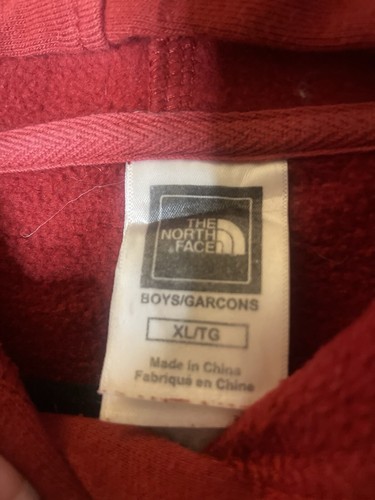 THE
NORTH
FACE
BOYS/GARCONS
XL/TG
Made in China
Fabriqué en Chine